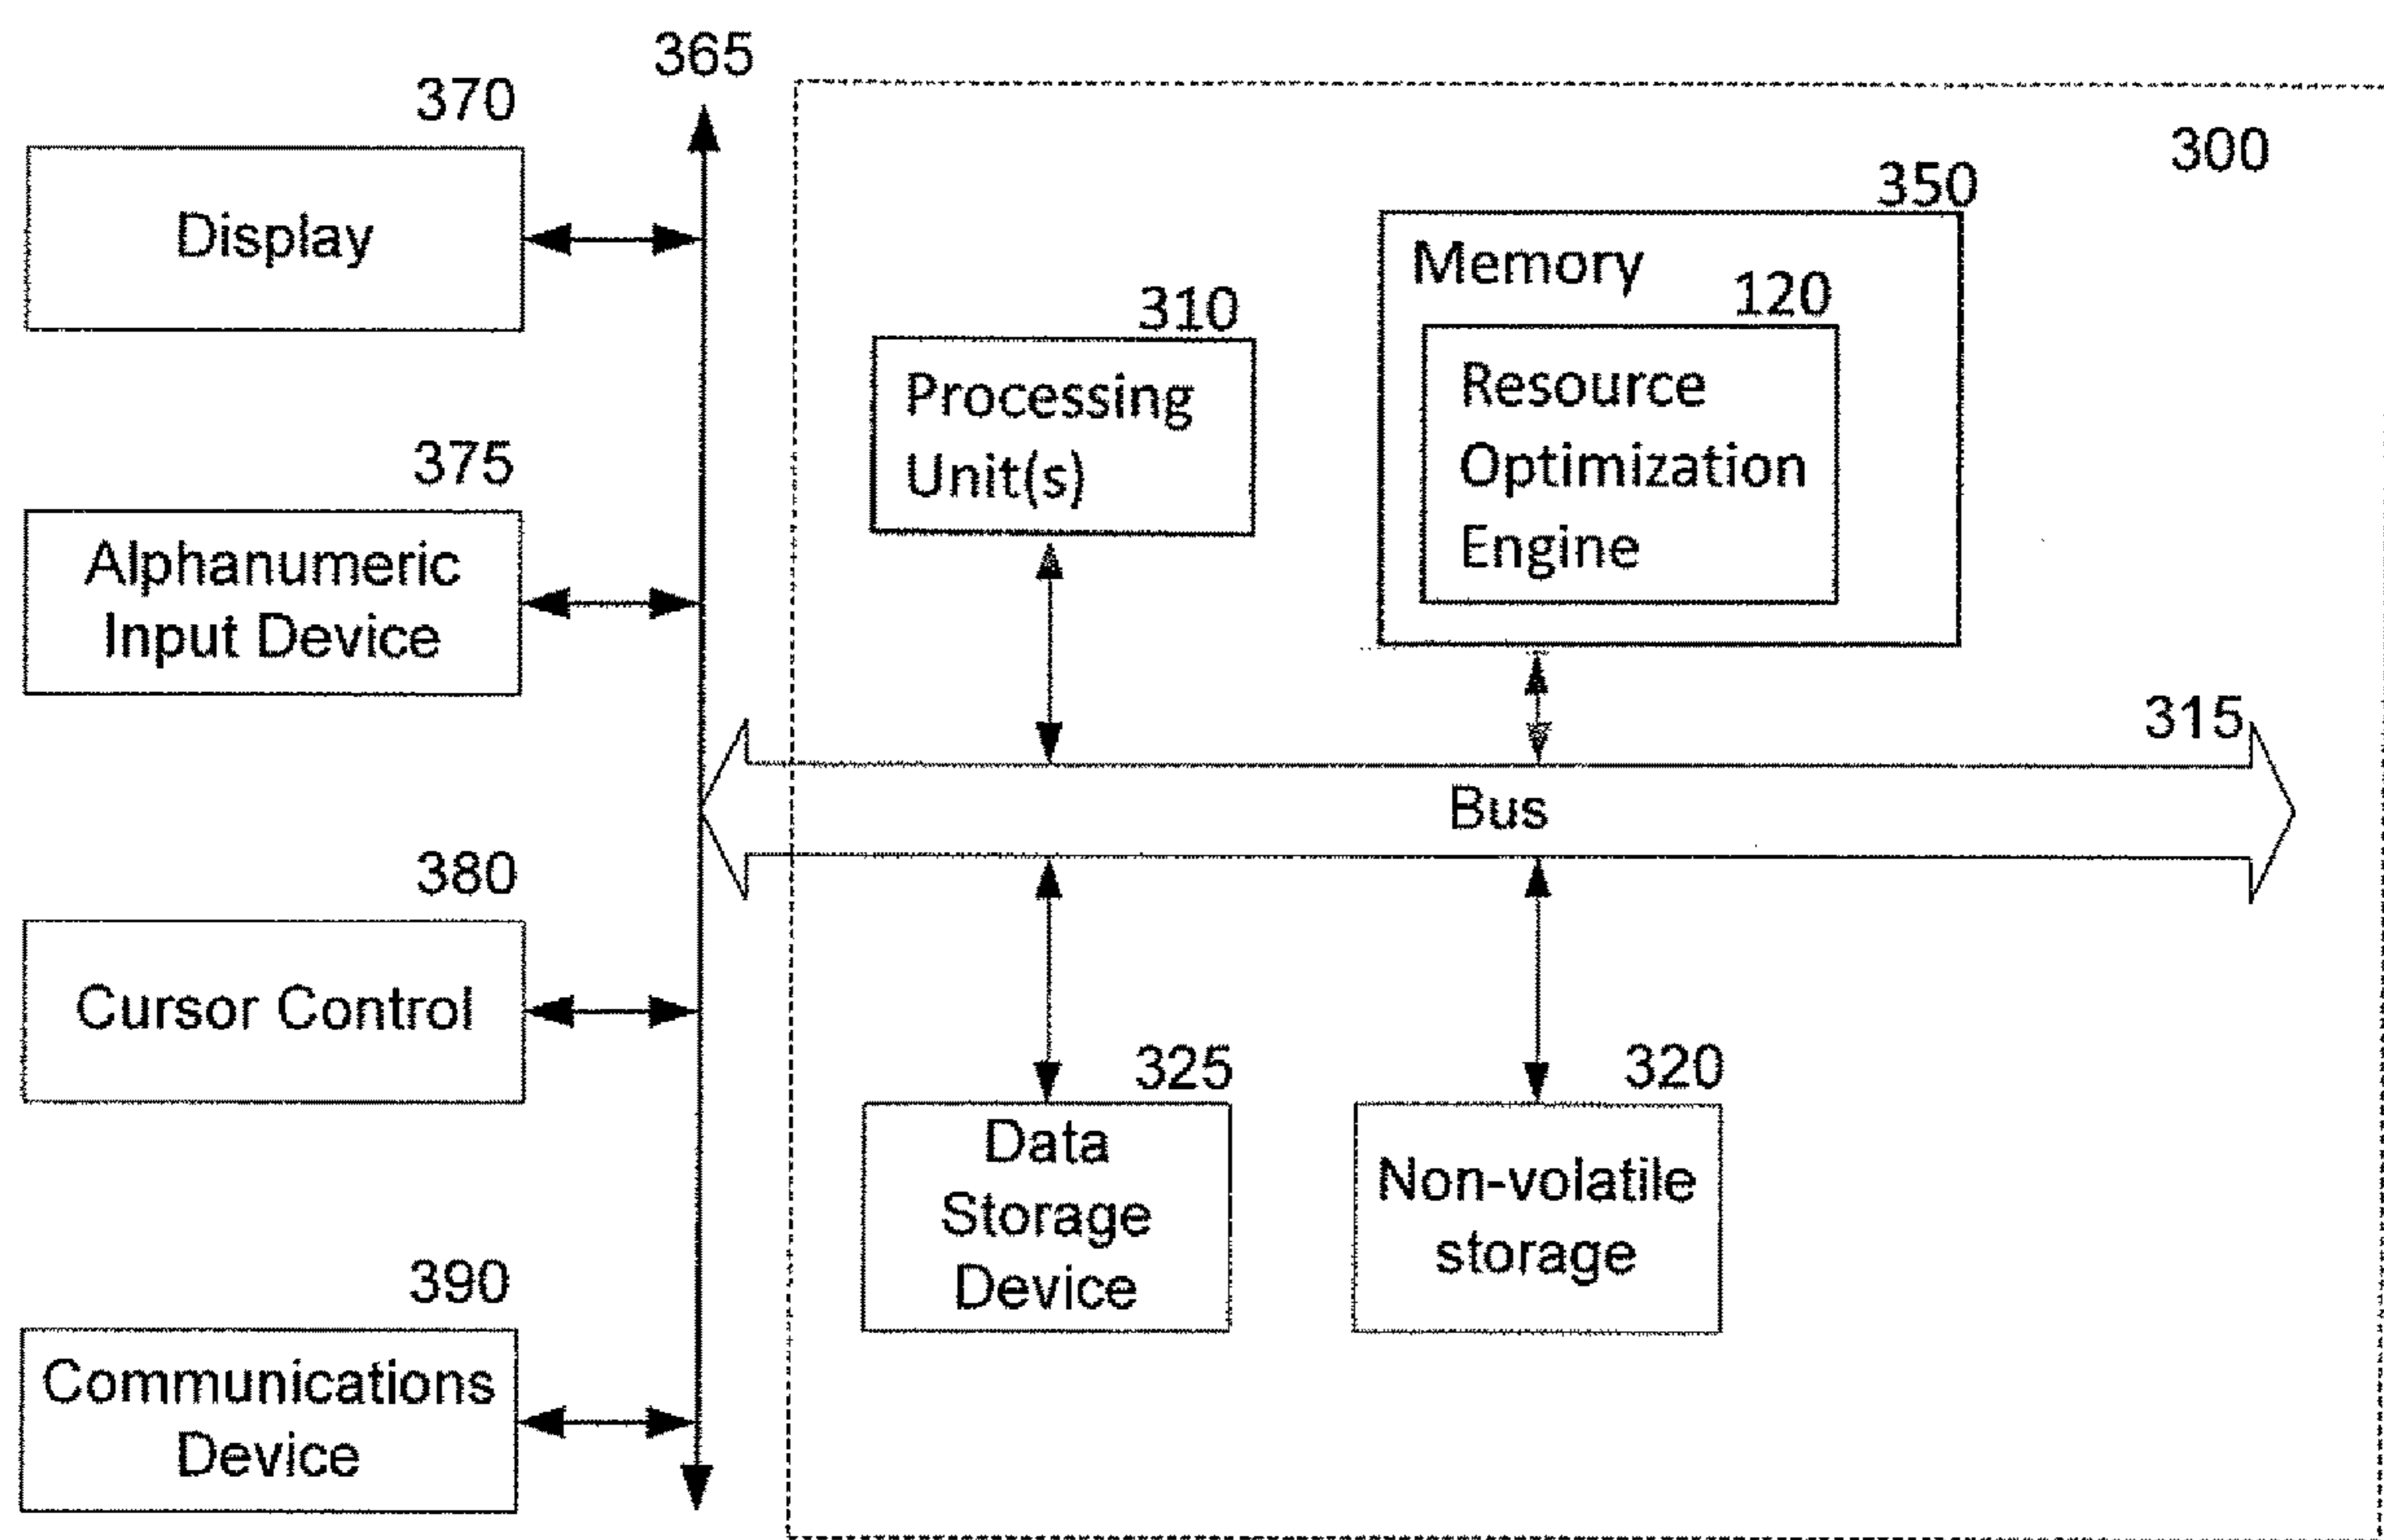 365
370
Display
375
Alphanumeric
Input Device
380
Cursor Control
390
Communications
Device
300
350
Memory
120
Resource
Optimization
Engine
310
Processing
Unit(s)
315
Bus
325
Data
Storage
Device
320
Non-volatile
storage